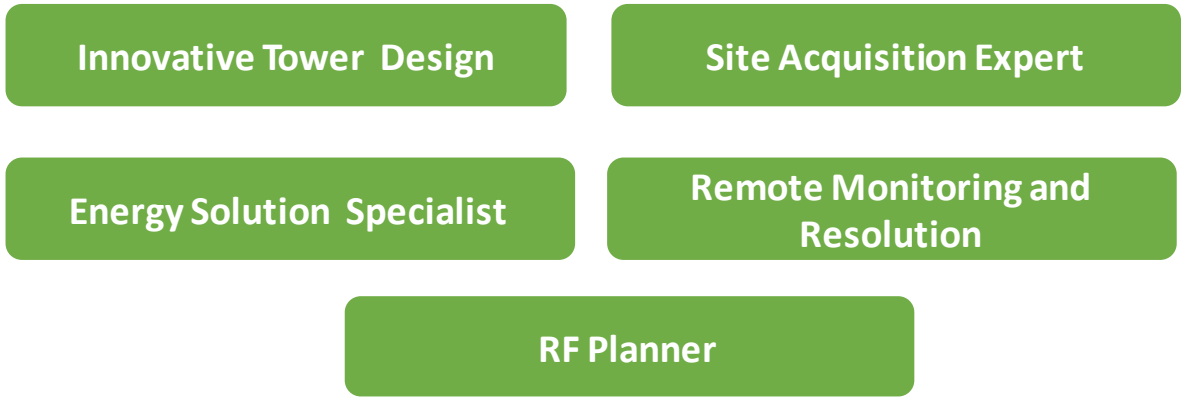 Innovative Tower Design
Site Acquisition Expert
Energy Solution Specialist
Remote Monitoring and
Resolution
RF Planner